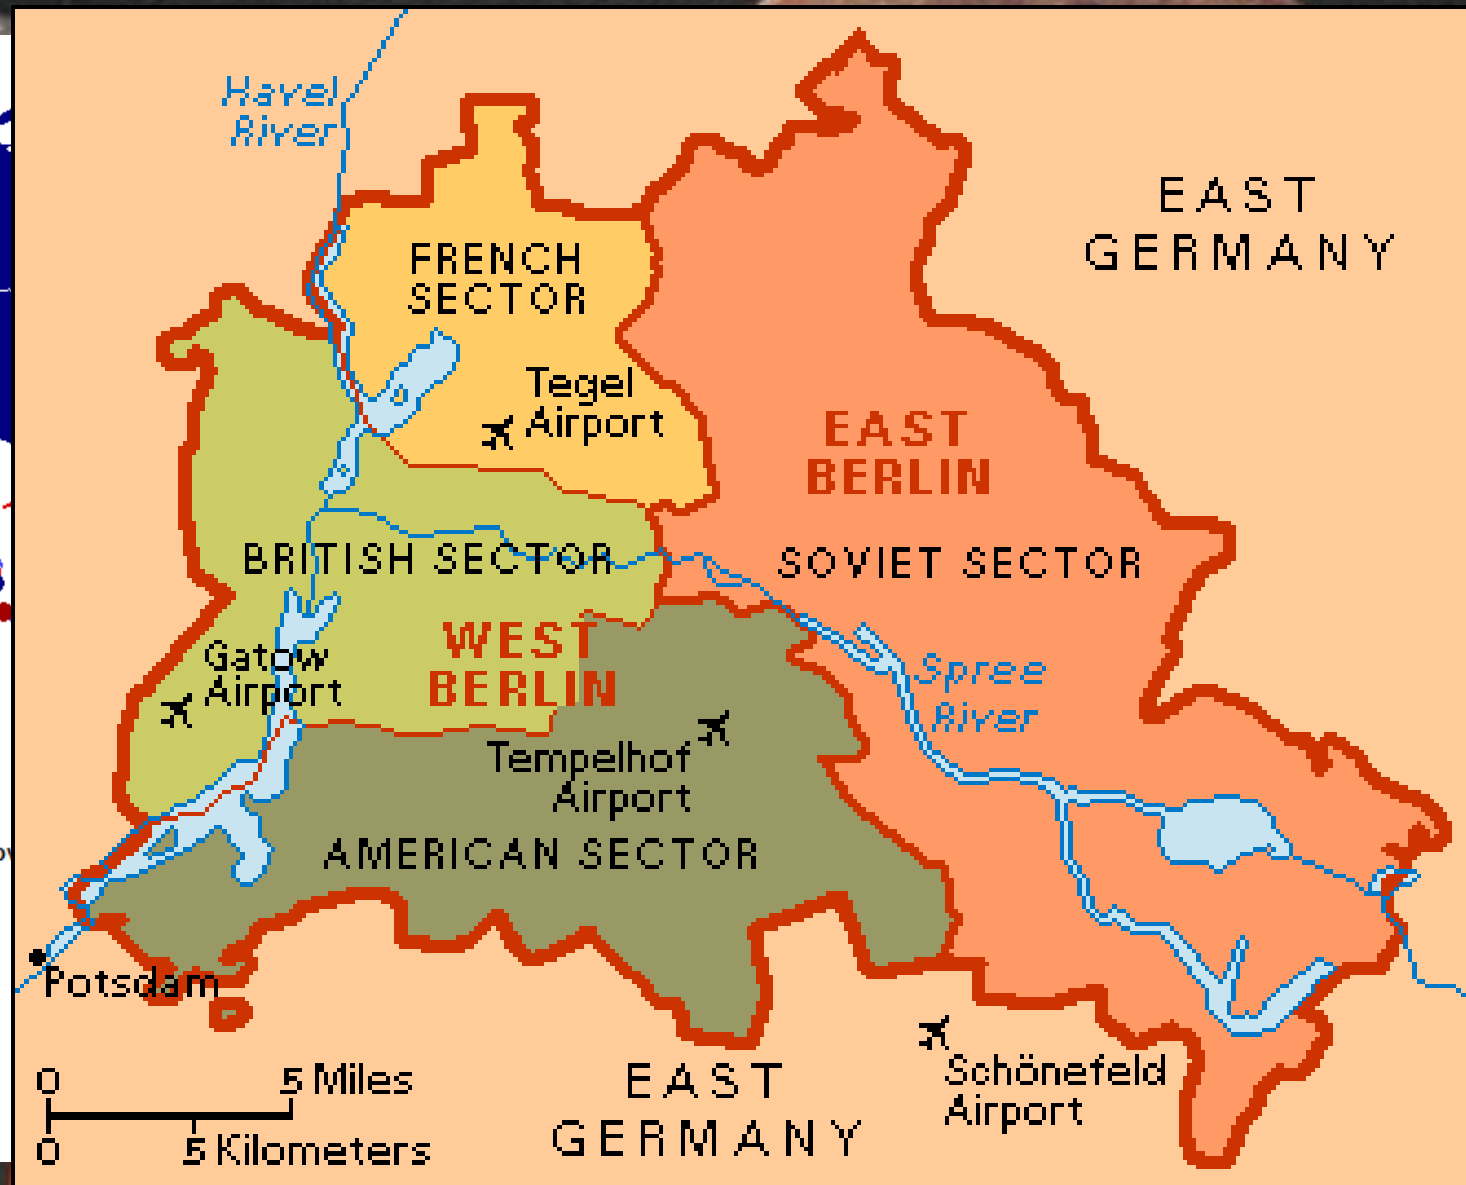 Havel
River
EAST
GERMANY
FRENCH
SECTOR
Tegel
Airport
EAST
BERLIN
BRITISH SECTOR
SOVIET SECTOR
WEST
BERLIN
Gatow
Airport
Spree
River
Tempelhof
Airport
AMERICAN SECTOR
Potsdam
Schönefeld
Airport
EAST
GERMANY
0 5 Miles
0 5 Kilometers